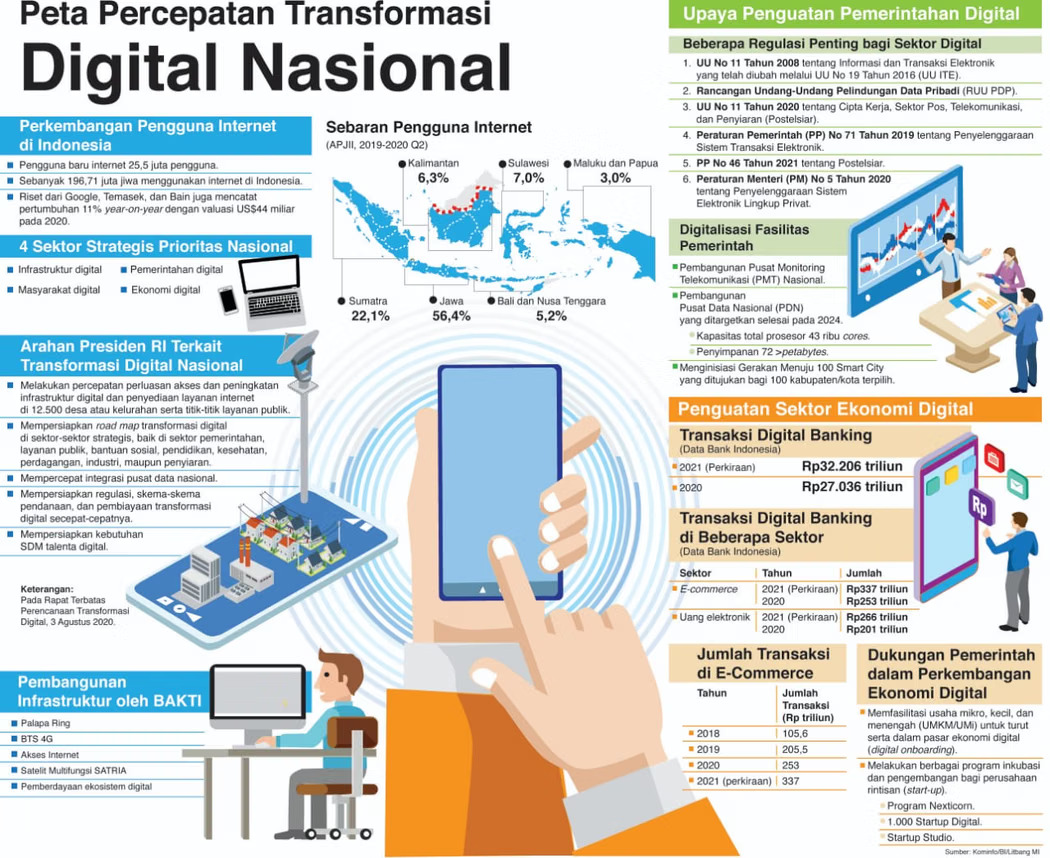 Peta Percepatan Transformasi
Digital Nasional
Perkembangan Pengguna Internet
di Indonesia
Pengguna baru internet 25,5 juta pengguna.
Sebanyak 196,71 juta jiwa menggunakan internet di Indonesia.
Riset dari Google, Temasek, dan Bain juga mencatat
pertumbuhan 11% year-on-year dengan valuasi US$44 miliar
pada 2020.
4 Sektor Strategis Prioritas Nasional
Infrastruktur digital
Pemerintahan digital
Masyarakat digital
Ekonomi digital
Arahan Presiden RI Terkait
Transformasi Digital Nasional
Melakukan percepatan perluasan akses dan peningkatan
infrastruktur digital dan penyediaan layanan internet
di 12.500 desa atau kelurahan serta titik-titik layanan publik.
Mempersiapkan road map transformasi digital
di sektor-sektor strategis, baik di sektor pemerintahan,
layanan publik, bantuan sosial, pendidikan, kesehatan,
perdagangan, industri, maupun penyiaran.
Mempercepat integrasi pusat data nasional.
Mempersiapkan regulasi, skema-skema
pendanaan, dan pembiayaan transformasi
digital secepat-cepatnya.
Mempersiapkan kebutuhan
SDM talenta digital.
Keterangan:
Pada Rapat Terbatas
Perencanaan Transformasi
Digital, 3 Agustus 2020.
Pembangunan
Infrastruktur oleh BAKTI
Palapa Ring
BTS 4G
Akses Internet
Satelit Multifungsi SATRIA
Pemberdayaan ekosistem digital
Sebaran Pengguna Internet
(APJII, 2019-2020 Q2)
Kalimantan
6,3%
Sulawesi
7,0%
Maluku dan Papua
3,0%
Sumatra
22,1%
Jawa
56,4%
Bali dan Nusa Tenggara
5,2%
Upaya Penguatan Pemerintahan Digital
Beberapa Regulasi Penting bagi Sektor Digital
1. UU No 11 Tahun 2008 tentang Informasi dan Transaksi Elektronik
yang telah diubah melalui UU No 19 Tahun 2016 (UU ITE).
2. Rancangan Undang-Undang Pelindungan Data Pribadi (RUU PDP).
3. UU No 11 Tahun 2020 tentang Cipta Kerja, Sektor Pos, Telekomunikasi,
dan Penyiaran (Postelsiar).
4. Peraturan Pemerintah (PP) No 71 Tahun 2019 tentang Penyelenggaraan
Sistem Transaksi Elektronik.
5. PP No 46 Tahun 2021 tentang Postelsiar.
6. Peraturan Menteri (PM) No 5 Tahun 2020
tentang Penyelenggaraan Sistem
Elektronik Lingkup Privat.
Digitalisasi Fasilitas
Pemerintah
Pembangunan Pusat Monitoring
Telekomunikasi (PMT) Nasional.
Pembangunan
Pusat Data Nasional (PDN)
yang ditargetkan selesai pada 2024.
Kapasitas total prosesor 43 ribu cores.
Penyimpanan 72 >petabytes.
Menginisiasi Gerakan Menuju 100 Smart City
yang ditujukan bagi 100 kabupaten/kota terpilih.
Penguatan Sektor Ekonomi Digital
Transaksi Digital Banking
(Data Bank Indonesia)
2021 (Perkiraan) Rp32.206 triliun
2020 Rp27.036 triliun
Rp
Transaksi Digital Banking
di Beberapa Sektor
(Data Bank Indonesia)
Sektor Tahun Jumlah
E-commerce 2021 (Perkiraan) Rp337 triliun
2020 Rp253 triliun
Uang elektronik 2021 (Perkiraan) Rp266 triliun
2020 Rp201 triliun
Jumlah Transaksi
di E-Commerce
Tahun Jumlah
Transaksi
(Rp triliun)
2018 105,6
2019 205,5
2020 253
2021 (perkiraan) 337
Dukungan Pemerintah
dalam Perkembangan
Ekonomi Digital
Memfasilitasi usaha mikro, kecil, dan
menengah (UMKM/UMi) untuk turut
serta dalam pasar ekonomi digital
(digital onboarding).
Melakukan berbagai program inkubasi
dan pengembangan bagi perusahaan
rintisan (start-up).
Program Nexticorn.
1.000 Startup Digital.
Startup Studio.
Sumber: Kominfo/BI/Litbang MI